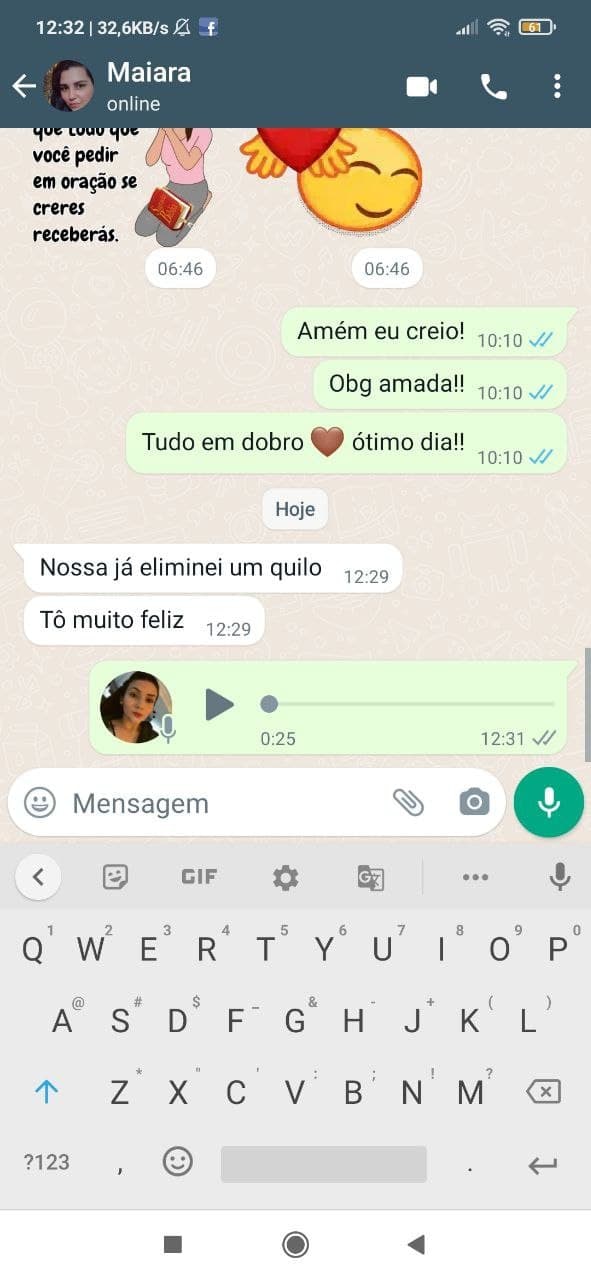 12:32 | 32,6KB/s
61
Maiara
online
que tudo que
você pedir
em oração se
creres
receberás.
06:46
06:46
Amém eu creio! 10:10
Obg amada!! 10:10
Tudo em dobro 🤎 ótimo dia!! 10:10
Hoje
Nossa já eliminei um quilo 12:29
Tô muito feliz 12:29
0:25 12:31
Mensagem
GIF
1 2 3 4 5 6 7 8 9 0
Q W E R T Y U I O P
@ # $ _ & - + ( )
A S D F G H J K L
* " ' : ; ! ?
Z X C V B N M
?123 , .